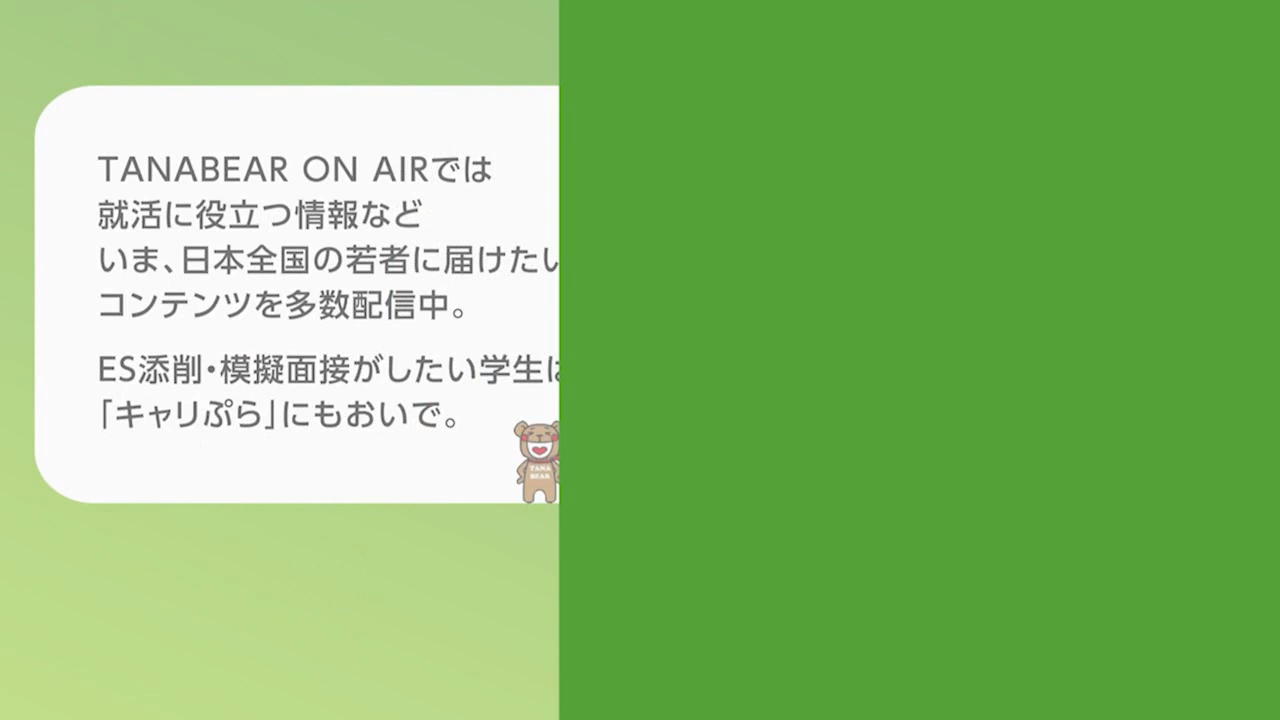 TANABEAR ON AIRでは
就活に役立つ情報など
いま、日本全国の若者に届けたい
コンテンツを多数配信中。
ES添削・模擬面接がしたい学生は
「キャリぷら」にもおいで。
TANA
BEAR